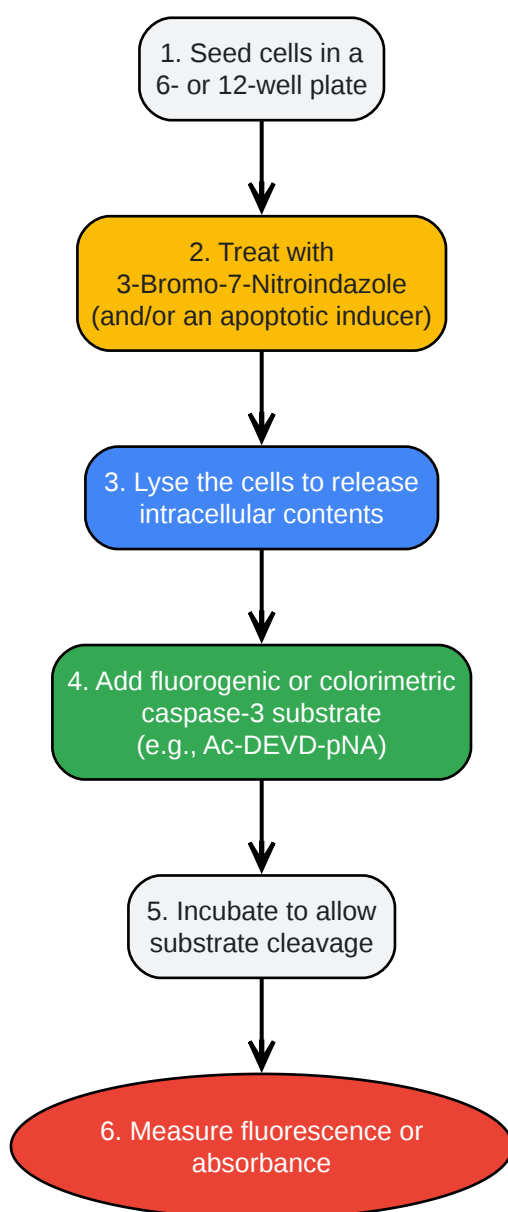 1. Seed cells in a
6- or 12-well plate
2. Treat with
3-Bromo-7-Nitroindazole
(and/or an apoptotic inducer)
3. Lyse the cells to release
intracellular contents
4. Add fluorogenic or colorimetric
caspase-3 substrate
(e.g., Ac-DEVD-pNA)
5. Incubate to allow
substrate cleavage
6. Measure fluorescence or
absorbance